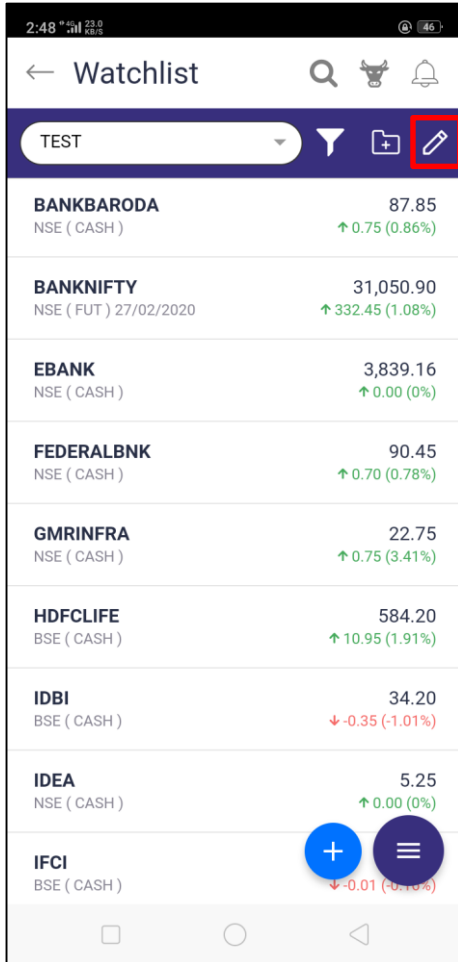 2:48 4G 23.0 KB/S 46
Watchlist
TEST
BANKBARODA 87.85
NSE ( CASH ) ↑ 0.75 (0.86%)
BANKNIFTY 31,050.90
NSE ( FUT ) 27/02/2020 ↑ 332.45 (1.08%)
EBANK 3,839.16
NSE ( CASH ) ↑ 0.00 (0%)
FEDERALBNK 90.45
NSE ( CASH ) ↑ 0.70 (0.78%)
GMRINFRA 22.75
NSE ( CASH ) ↑ 0.75 (3.41%)
HDFCLIFE 584.20
BSE ( CASH ) ↑ 10.95 (1.91%)
IDBI 34.20
BSE ( CASH ) ↓ -0.35 (-1.01%)
IDEA 5.25
NSE ( CASH ) ↑ 0.00 (0%)
IFCI
BSE ( CASH ) ↓ -0.01